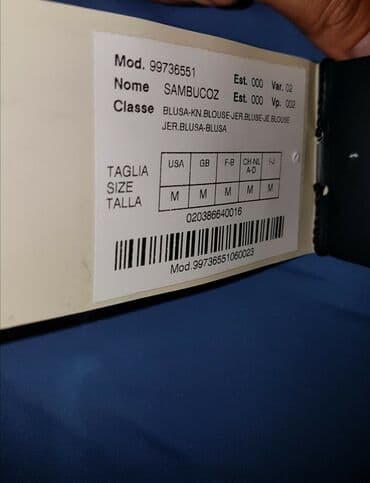 Mod. 99736551 Est. 000 Var. 02
Nome SAMBUCOZ Est. 000 Vp. 002
Classe BLUSA-KN.BLOUSE-JER.BLUSE-JE.BLOUSE
JER.BLUSA-BLUSA
TAGLIA USA GB F-B CH-NL I-J
SIZE A-D
TALLA M M M M M
020386640016
Mod.99736551060023